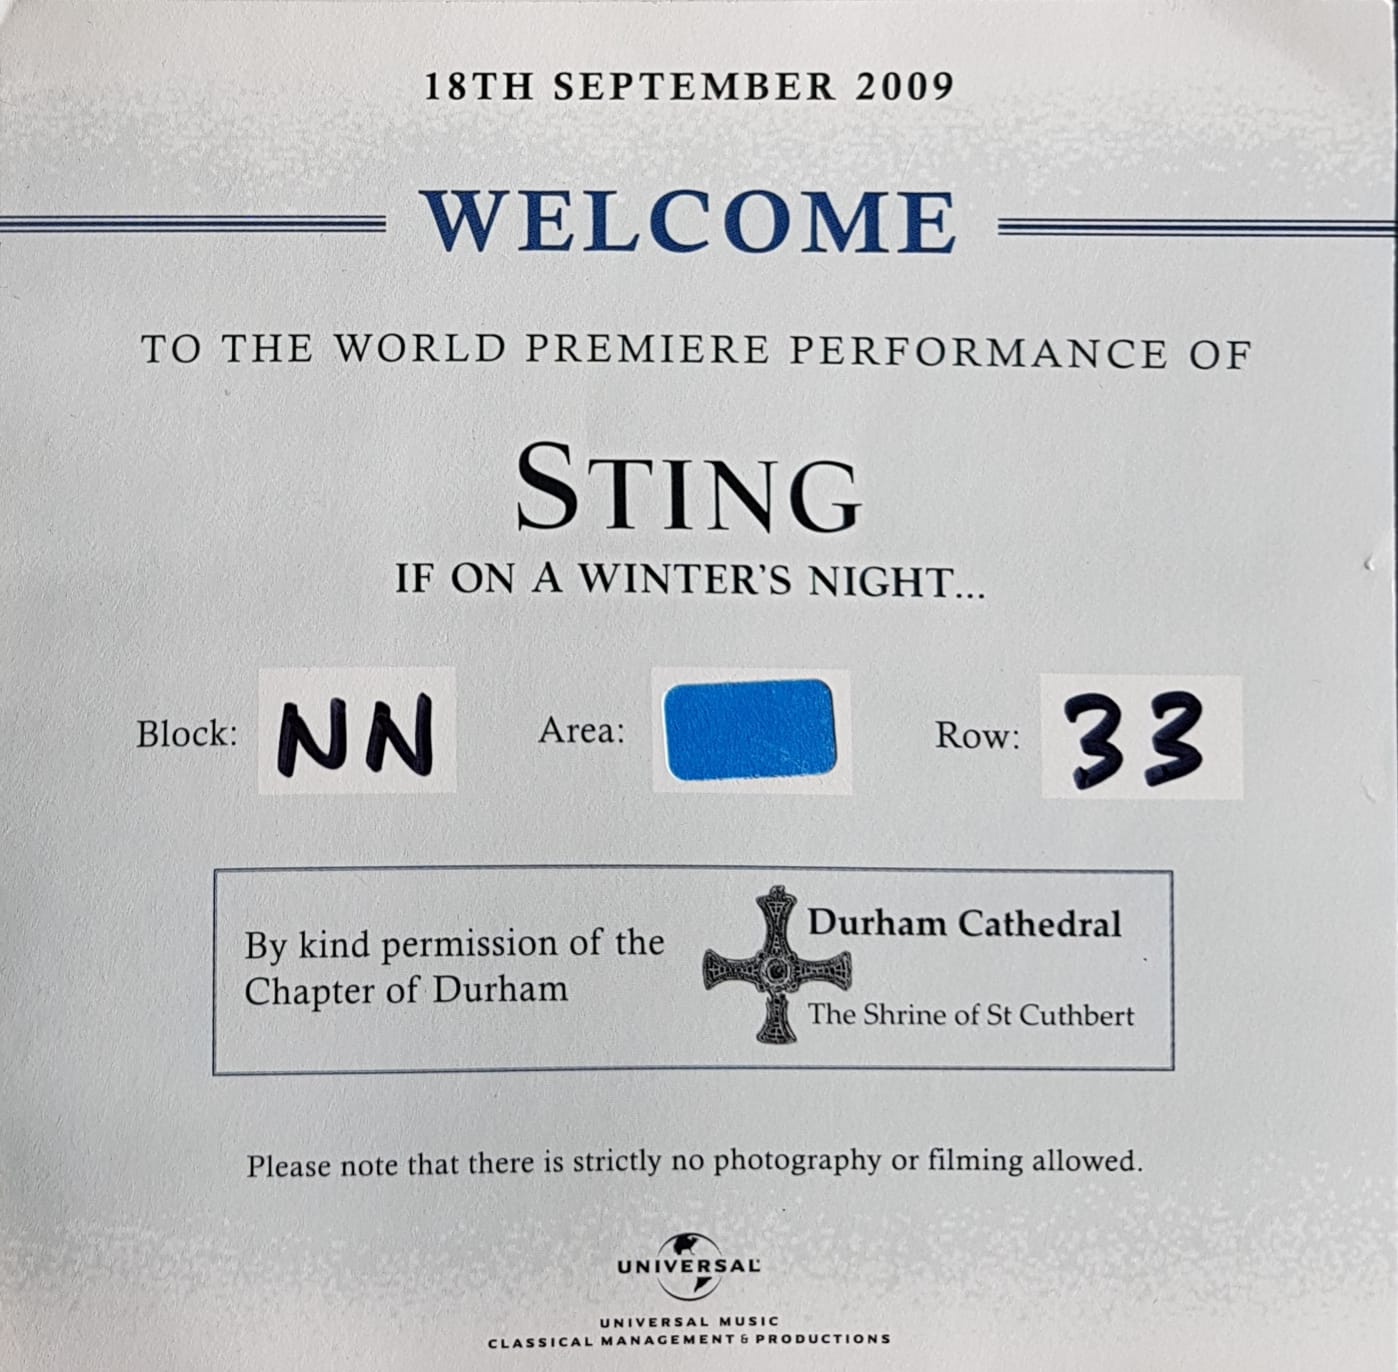 18TH SEPTEMBER 2009
WELCOME
TO THE WORLD PREMIERE PERFORMANCE OF
STING
IF ON A WINTER'S NIGHT...
Block: NN Area: Row: 33
By kind permission of the
Chapter of Durham
Durham Cathedral
The Shrine of St Cuthbert
Please note that there is strictly no photography or filming allowed.
UNIVERSAL
UNIVERSAL MUSIC
CLASSICAL MANAGEMENT & PRODUCTIONS